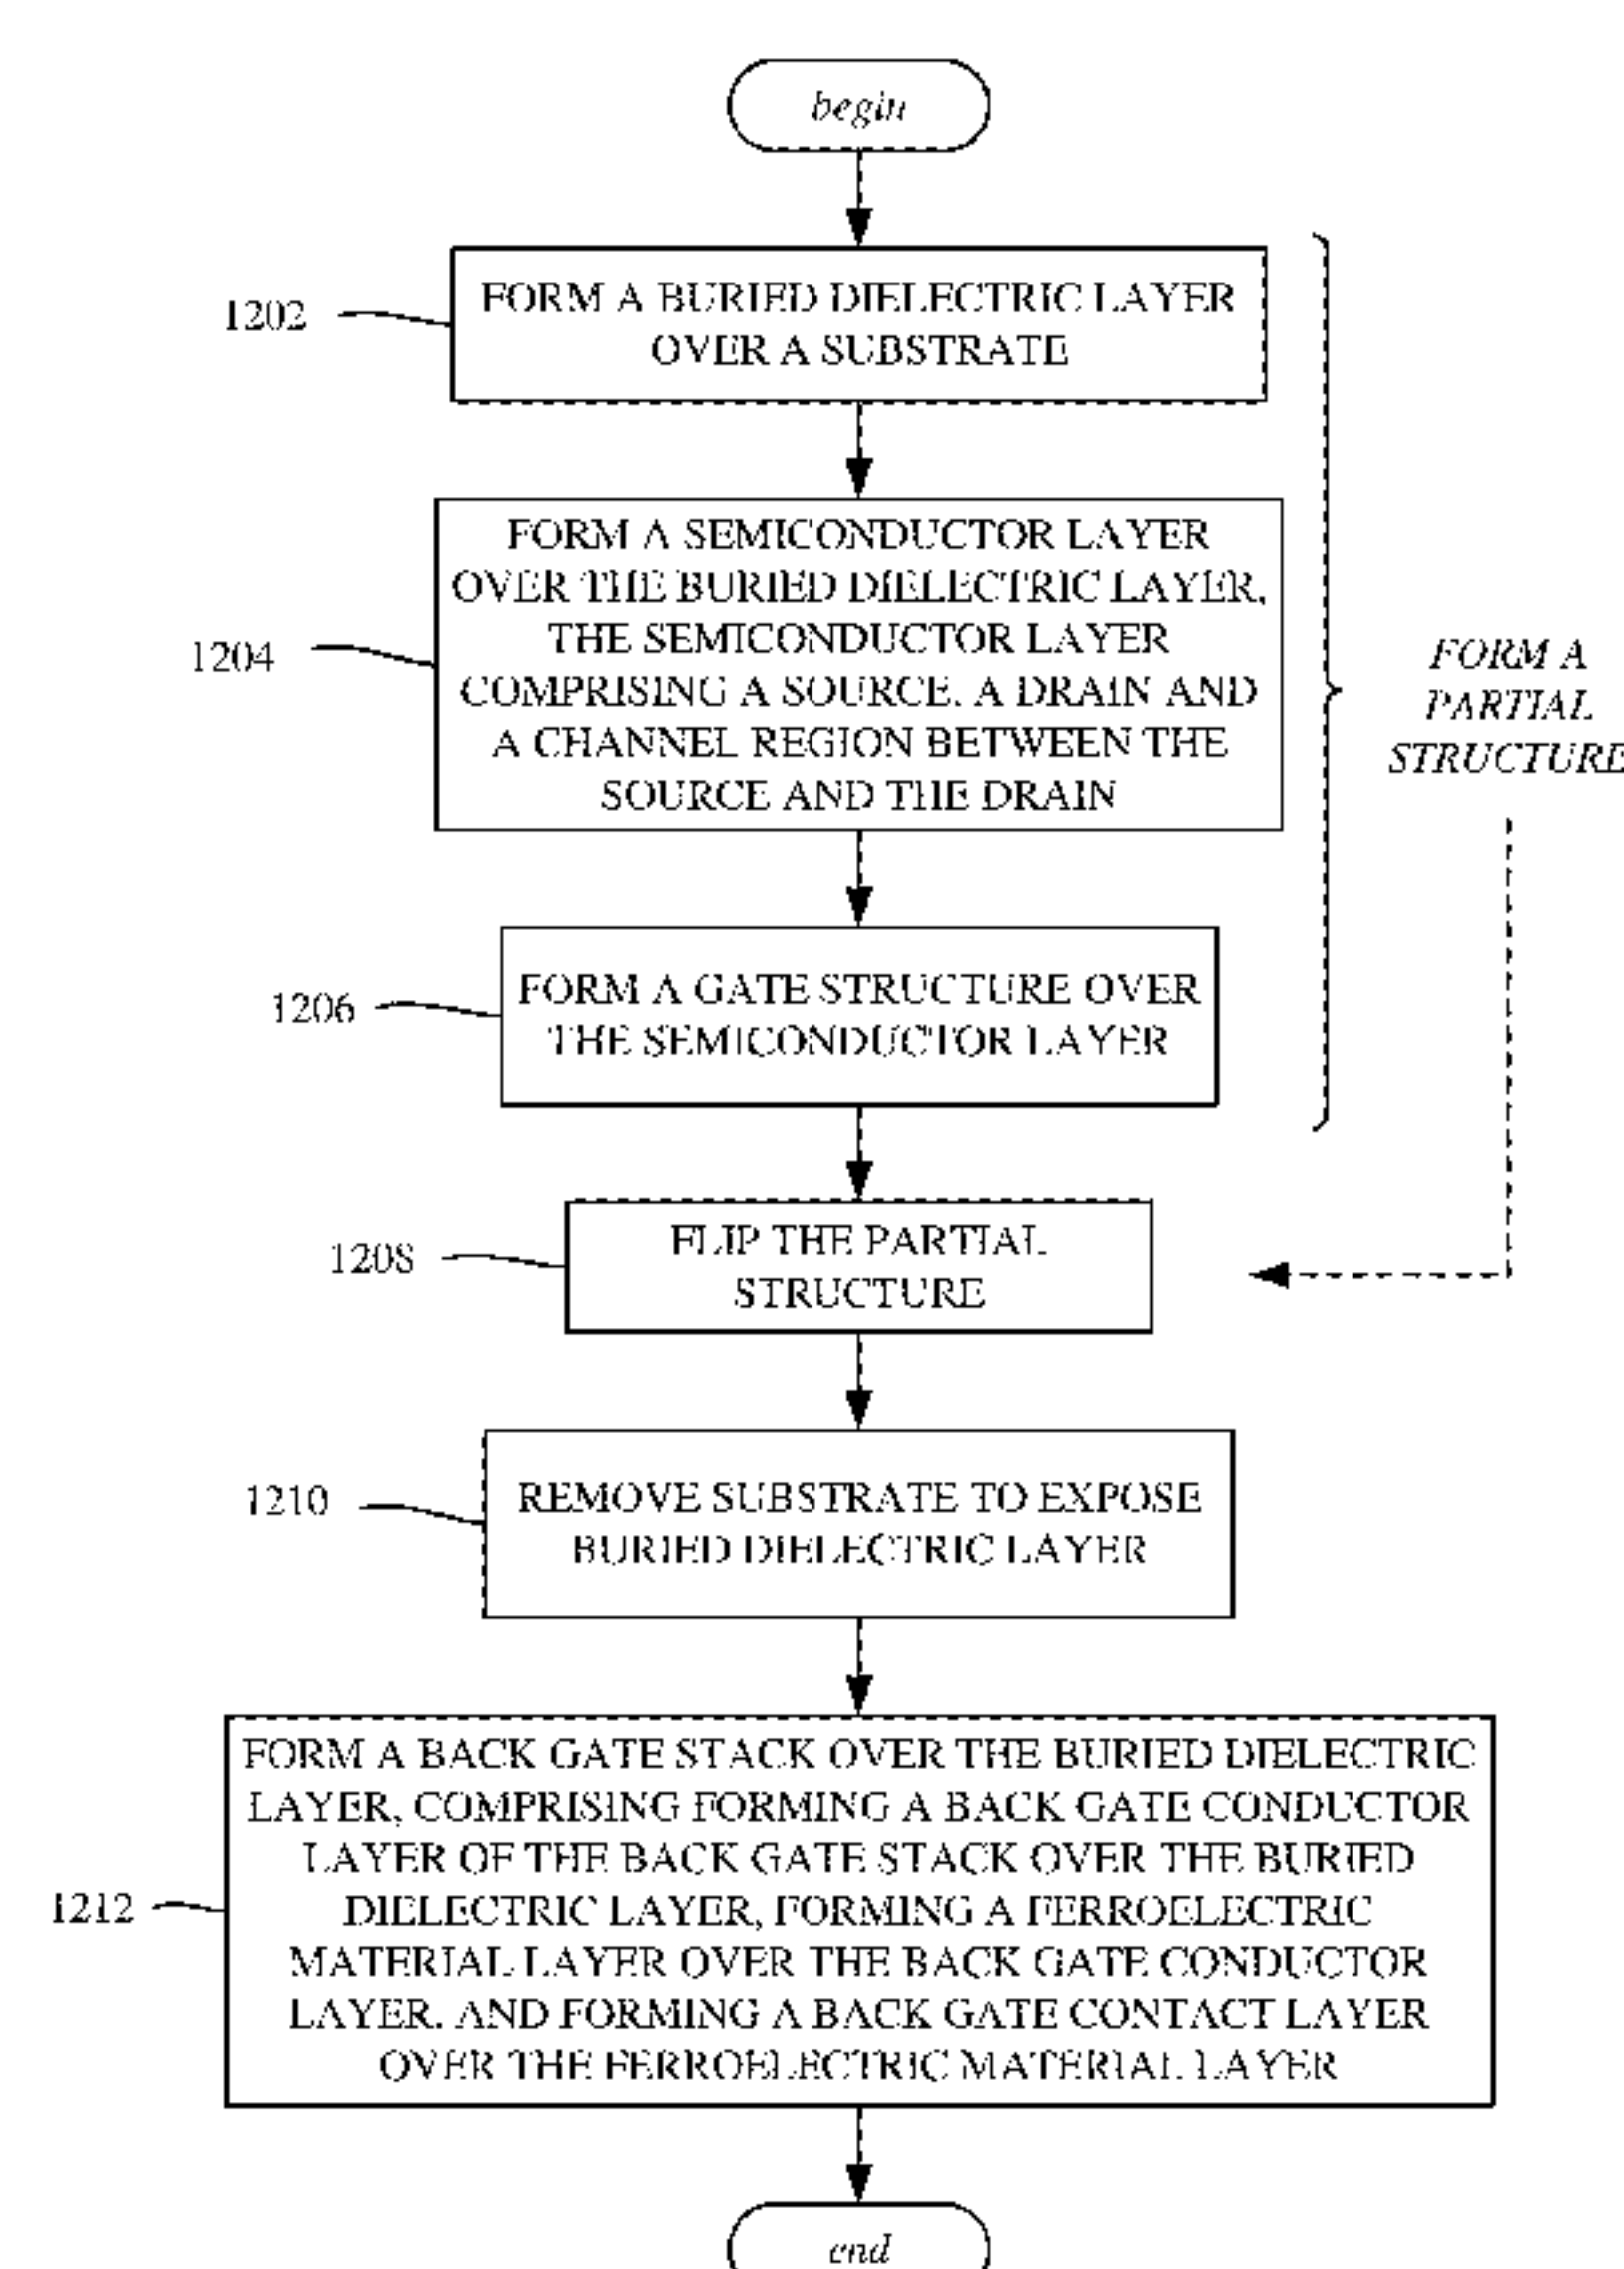 begin
1202
FORM A BURIED DIELECTRIC LAYER
OVER A SUBSTRATE
1204
FORM A SEMICONDUCTOR LAYER
OVER THE BURIED DIELECTRIC LAYER,
THE SEMICONDUCTOR LAYER
COMPRISING A SOURCE, A DRAIN AND
A CHANNEL REGION BETWEEN THE
SOURCE AND THE DRAIN
FORM A
PARTIAL
STRUCTURE
1206
FORM A GATE STRUCTURE OVER
THE SEMICONDUCTOR LAYER
1208
FLIP THE PARTIAL
STRUCTURE
1210
REMOVE SUBSTRATE TO EXPOSE
BURIED DIELECTRIC LAYER
1212
FORM A BACK GATE STACK OVER THE BURIED DIELECTRIC
LAYER, COMPRISING FORMING A BACK GATE CONDUCTOR
LAYER OF THE BACK GATE STACK OVER THE BURIED
DIELECTRIC LAYER, FORMING A FERROELECTRIC
MATERIAL LAYER OVER THE BACK GATE CONDUCTOR
LAYER, AND FORMING A BACK GATE CONTACT LAYER
OVER THE FERROELECTRIC MATERIAL LAYER
end